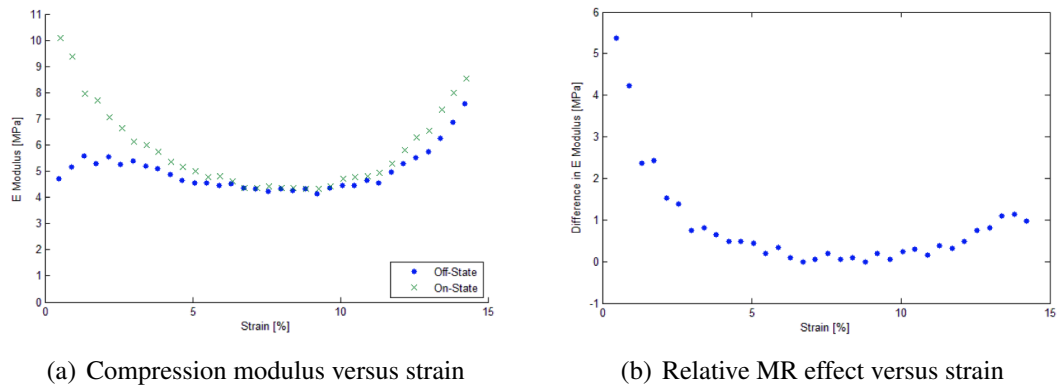 11
10
9
8
7
6
5
4
3
2
1
0
E Modulus [MPa]
0 5 10 15
Strain [%]
Off-State
On-State
6
5
4
3
2
1
0
-1
Difference in E Modulus [MPa]
0 5 10 15
Strain [%]
(a) Compression modulus versus strain
(b) Relative MR effect versus strain